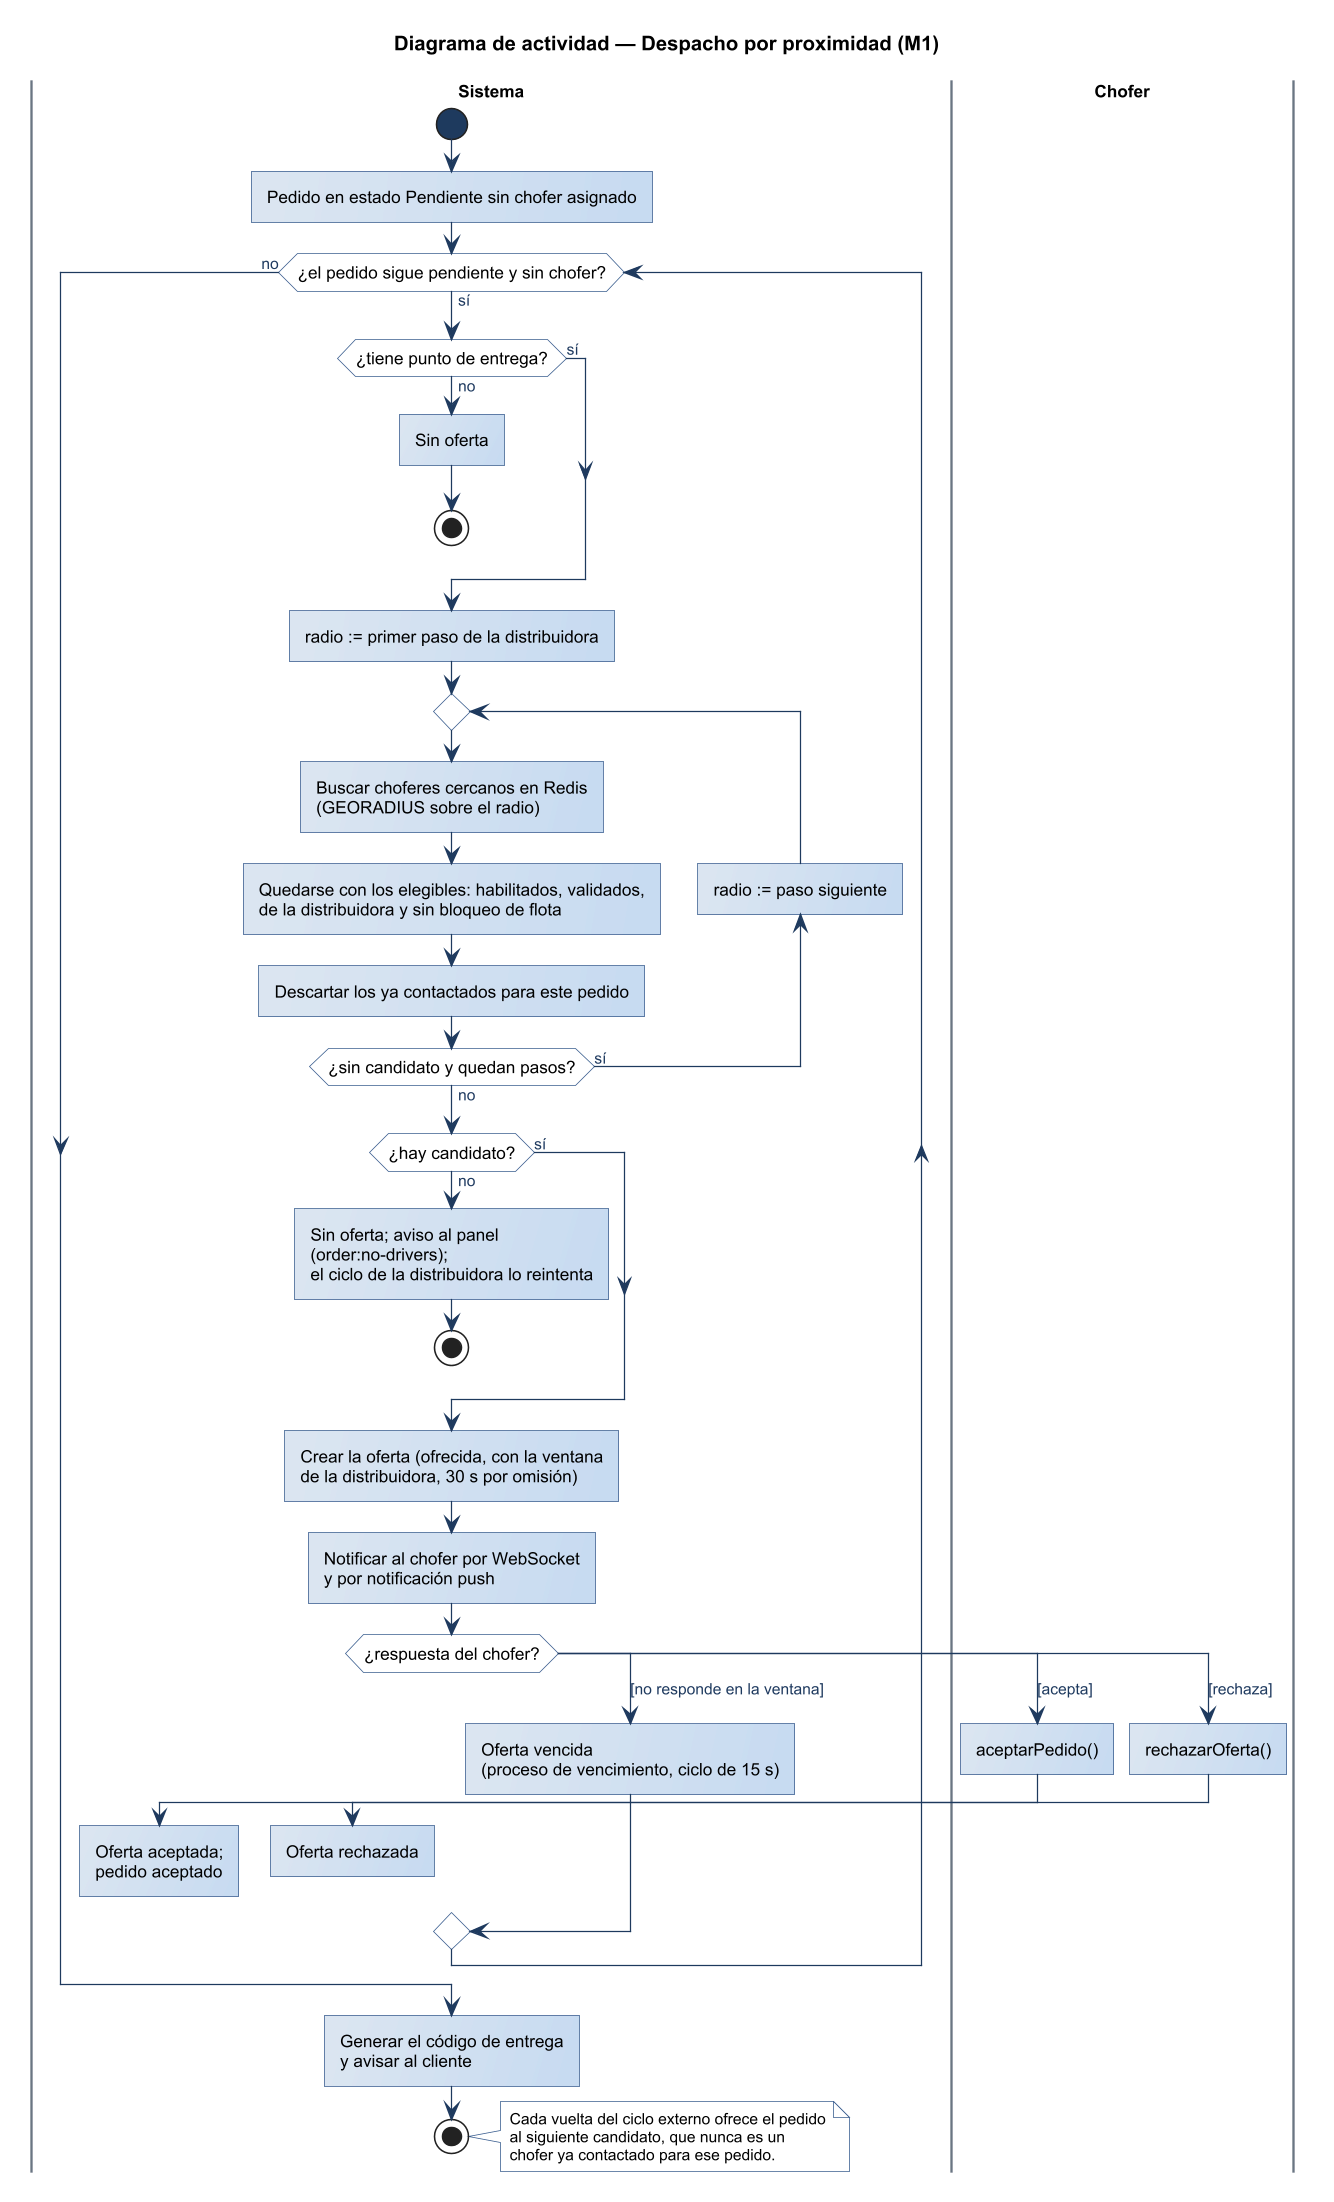 Diagrama de actividad — Despacho por proximidad (M1)
Sistema
Chofer
Pedido en estado Pendiente sin chofer asignado
no
¿el pedido sigue pendiente y sin chofer?
sí
¿tiene punto de entrega?
sí
no
Sin oferta
radio := primer paso de la distribuidora
Buscar choferes cercanos en Redis
(GEORADIUS sobre el radio)
Quedarse con los elegibles: habilitados, validados,
de la distribuidora y sin bloqueo de flota
radio := paso siguiente
Descartar los ya contactados para este pedido
¿sin candidato y quedan pasos?
sí
no
¿hay candidato?
sí
no
Sin oferta; aviso al panel
(order:no-drivers);
el ciclo de la distribuidora lo reintenta
Crear la oferta (ofrecida, con la ventana
de la distribuidora, 30 s por omisión)
Notificar al chofer por WebSocket
y por notificación push
¿respuesta del chofer?
[no responde en la ventana]
[acepta]
[rechaza]
Oferta vencida
(proceso de vencimiento, ciclo de 15 s)
aceptarPedido()
rechazarOferta()
Oferta aceptada;
pedido aceptado
Oferta rechazada
Generar el código de entrega
y avisar al cliente
Cada vuelta del ciclo externo ofrece el pedido
al siguiente candidato, que nunca es un
chofer ya contactado para ese pedido.